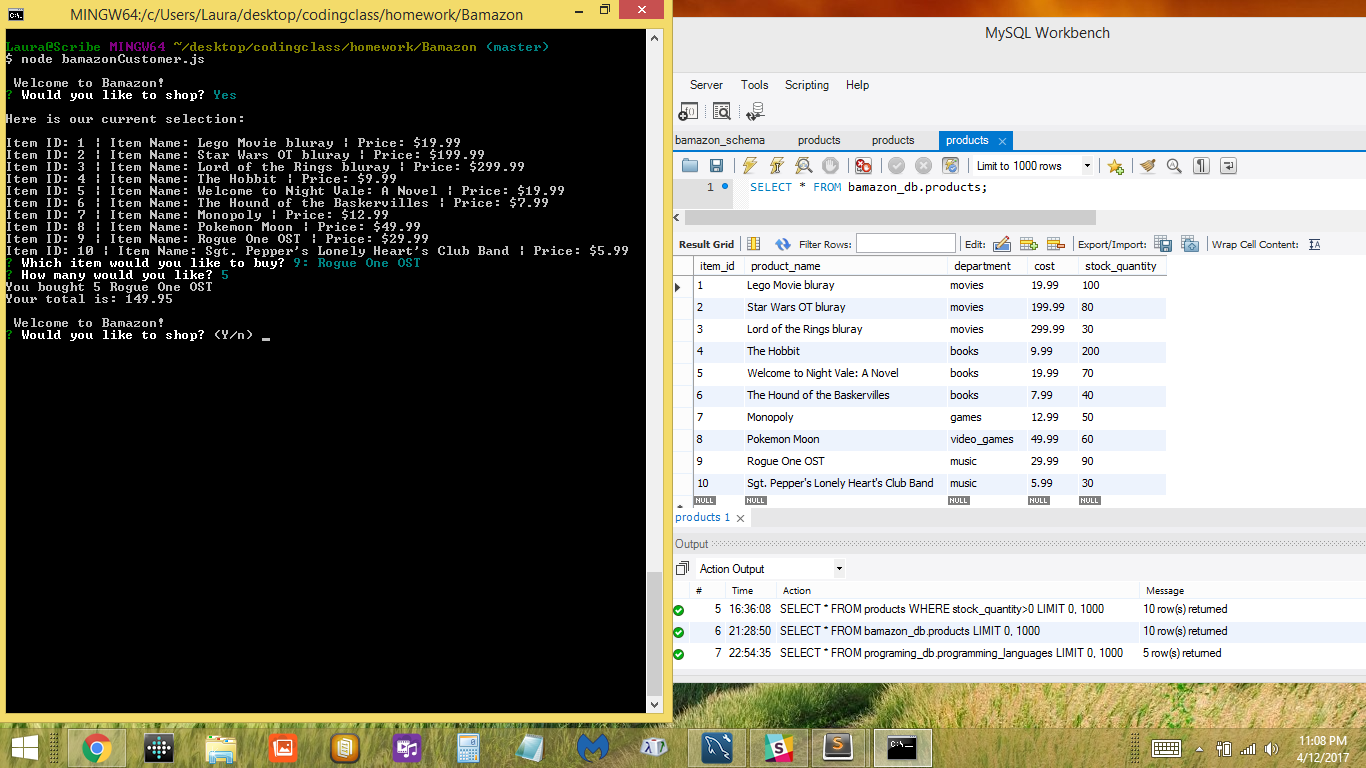 MINGW64:/c/Users/Laura/desktop/codingclass/homework/Bamazon
Laura@Scribe MINGW64 ~/desktop/codingclass/homework/Bamazon (master)
$ node bamazonCustomer.js
Welcome to Bamazon!
? Would you like to shop? Yes
Here is our current selection:
Item ID: 1 | Item Name: Lego Movie bluray | Price: $19.99
Item ID: 2 | Item Name: Star Wars OT bluray | Price: $199.99
Item ID: 3 | Item Name: Lord of the Rings bluray | Price: $299.99
Item ID: 4 | Item Name: The Hobbit | Price: $9.99
Item ID: 5 | Item Name: Welcome to Night Vale: A Novel | Price: $19.99
Item ID: 6 | Item Name: The Hound of the Baskervilles | Price: $7.99
Item ID: 7 | Item Name: Monopoly | Price: $12.99
Item ID: 8 | Item Name: Pokemon Moon | Price: $49.99
Item ID: 9 | Item Name: Rogue One OST | Price: $29.99
Item ID: 10 | Item Name: Sgt. Pepper's Lonely Heart's Club Band | Price: $5.99
? Which item would you like to buy? 9: Rogue One OST
? How many would you like? 5
You bought 5 Rogue One OST
Your total is: 149.95
Welcome to Bamazon!
? Would you like to shop? (Y/n)
MySQL Workbench
Server Tools Scripting Help
bamazon_schema products products products
Limit to 1000 rows
1 SELECT * FROM bamazon_db.products;
Result Grid Filter Rows: Edit: Export/Import: Wrap Cell Content:
item_id product_name department cost stock_quantity
1 Lego Movie bluray movies 19.99 100
2 Star Wars OT bluray movies 199.99 80
3 Lord of the Rings bluray movies 299.99 30
4 The Hobbit books 9.99 200
5 Welcome to Night Vale: A Novel books 19.99 70
6 The Hound of the Baskervilles books 7.99 40
7 Monopoly games 12.99 50
8 Pokemon Moon video_games 49.99 60
9 Rogue One OST music 29.99 90
10 Sgt. Pepper's Lonely Heart's Club Band music 5.99 30
NULL NULL NULL NULL NULL
products 1
Output
Action Output
# Time Action Message
5 16:36:08 SELECT * FROM products WHERE stock_quantity>0 LIMIT 0, 1000 10 row(s) returned
6 21:28:50 SELECT * FROM bamazon_db.products LIMIT 0, 1000 10 row(s) returned
7 22:54:35 SELECT * FROM programing_db.programming_languages LIMIT 0, 1000 5 row(s) returned
11:08 PM
4/12/2017